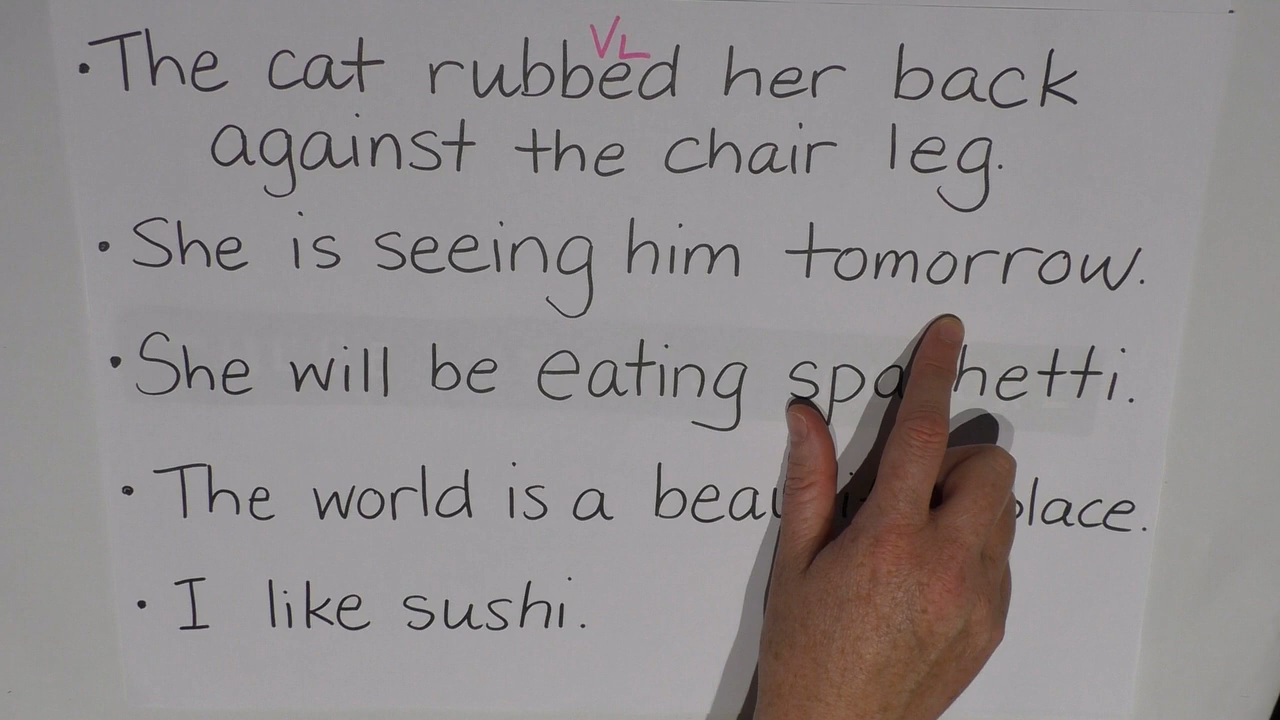 VL
• The cat rubbed her back
against the chair leg.
• She is seeing him tomorrow.
• She will be eating spaghetti.
• The world is a place.
• I like sushi.